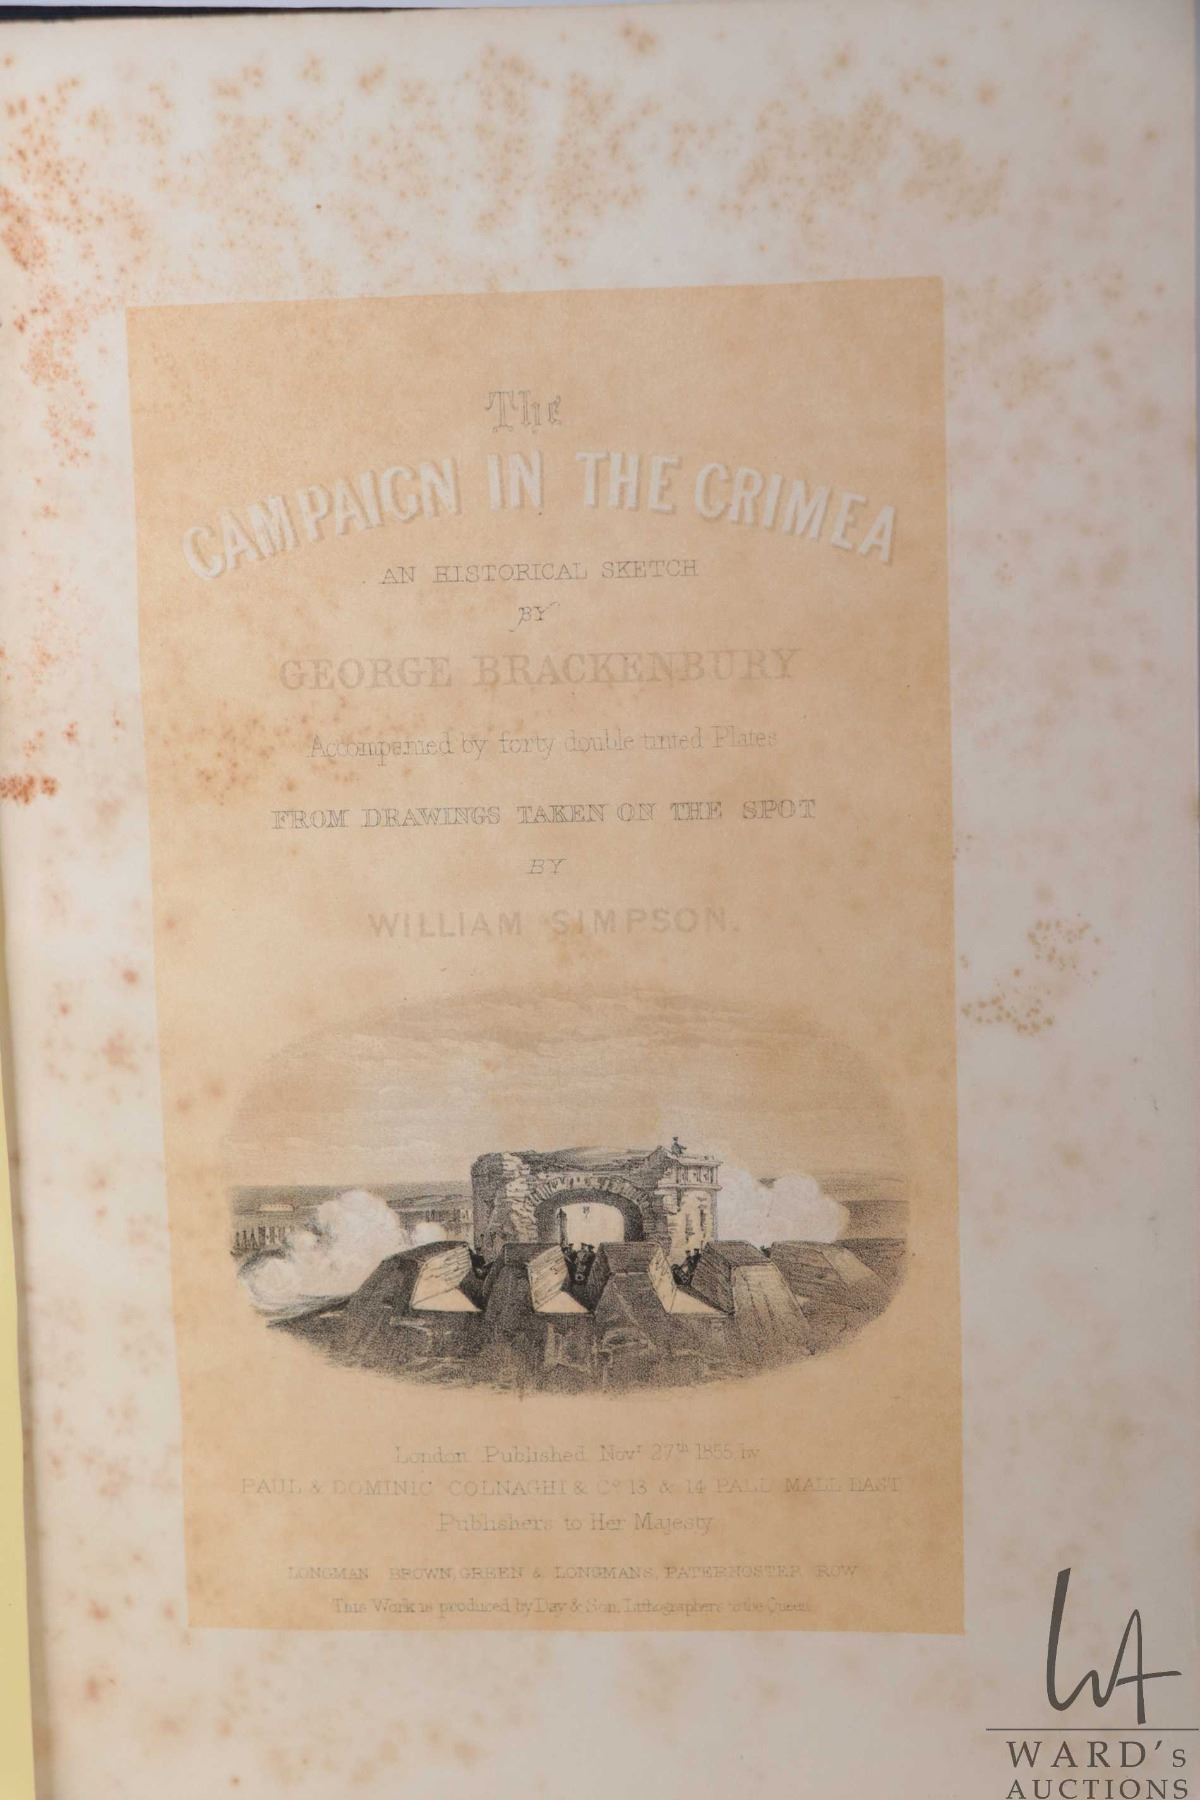 The
CAMPAIGN IN THE CRIMEA
AN HISTORICAL SKETCH
BY
GEORGE BRACKENBURY
Accompanied by forty double tinted Plates
FROM DRAWINGS TAKEN ON THE SPOT
BY
WILLIAM SIMPSON.
London Published Novr 27th 1855 by
PAUL & DOMINIC COLNAGHI & Co 13 & 14 PALL MALL EAST
Publishers to Her Majesty
LONGMAN BROWN, GREEN & LONGMANS, PATERNOSTER ROW
This Work is produced by Day & Son, Lithographers to the Queen
WA
WARD's
AUCTIONS